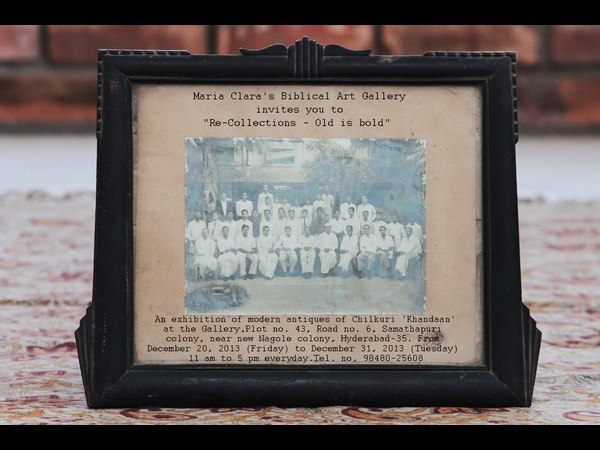 Maria Clara's Biblical Art Gallery
invites you to
"Re-Collections - Old is bold"
An exhibition of modern antiques of Chilkuri 'Khandaan'
at the Gallery,Plot no. 43, Road no. 6, Samathapuri
colony, near new Nagole colony, Hyderabad-35. From
December 20, 2013 (Friday) to December 31, 2013 (Tuesday)
11 am to 5 pm everyday.Tel. no. 98480-25608